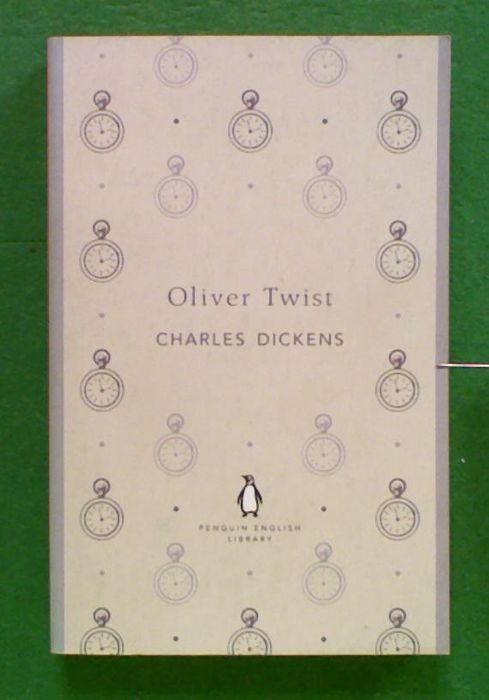 Oliver Twist
CHARLES DICKENS
PENGUIN ENGLISH
LIBRARY